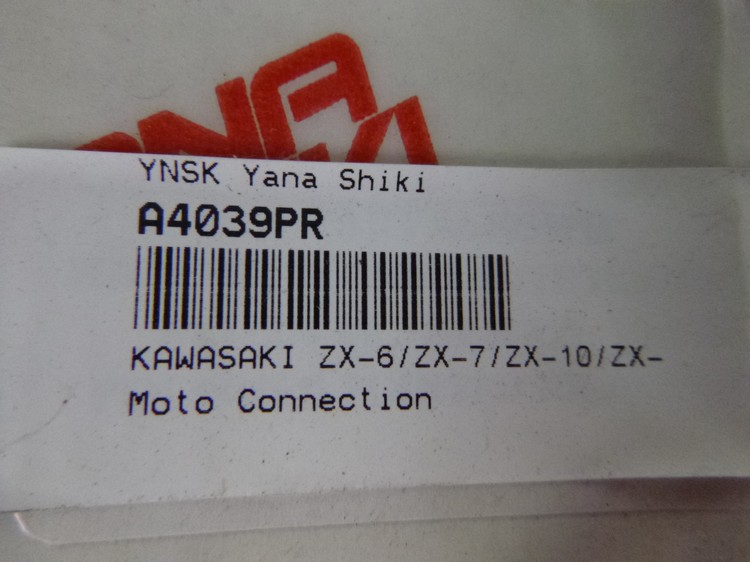 YNSK Yana Shiki
A4039PR
KAWASAKI ZX-6/ZX-7/ZX-10/ZX-
Moto Connection